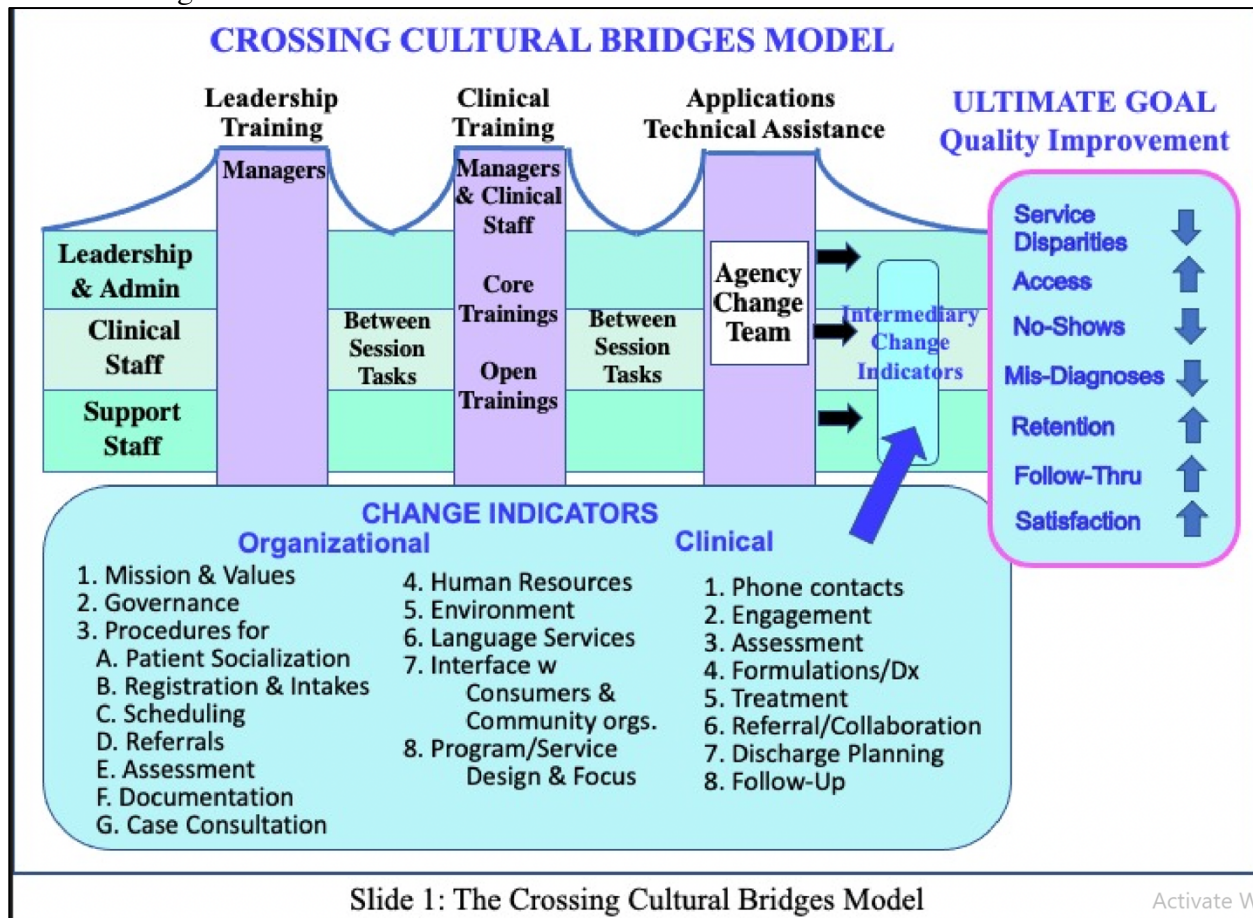 CROSSING CULTURAL BRIDGES MODEL
Leadership
Training
Clinical
Training
Applications
Technical Assistance
ULTIMATE GOAL
Quality Improvement
Managers
Managers
& Clinical
Staff
Core
Trainings
Open
Trainings
Leadership
& Admin
Clinical
Staff
Support
Staff
Between
Session
Tasks
Between
Session
Tasks
Agency
Change
Team
Intermediary
Change
Indicators
Service
Disparities
Access
No-Shows
Mis-Diagnoses
Retention
Follow-Thru
Satisfaction
CHANGE INDICATORS
Organizational
1. Mission & Values
2. Governance
3. Procedures for
A. Patient Socialization
B. Registration & Intakes
C. Scheduling
D. Referrals
E. Assessment
F. Documentation
G. Case Consultation
4. Human Resources
5. Environment
6. Language Services
7. Interface w
Consumers &
Community orgs.
8. Program/Service
Design & Focus
Clinical
1. Phone contacts
2. Engagement
3. Assessment
4. Formulations/Dx
5. Treatment
6. Referral/Collaboration
7. Discharge Planning
8. Follow-Up
Slide 1: The Crossing Cultural Bridges Model
Activate W